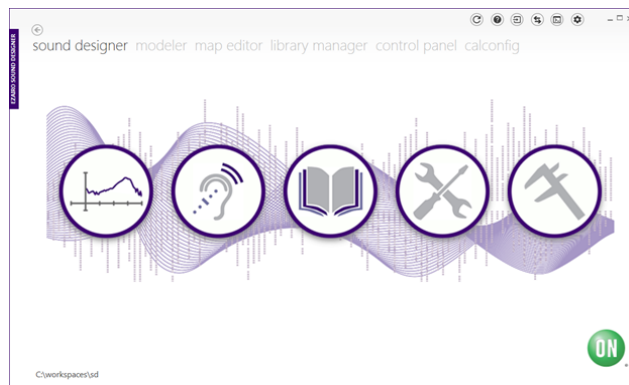 sound designer modeler map editor library manager control panel calconfig
EZAIRO SOUND DESIGNER
ON
C:\workspaces\sd